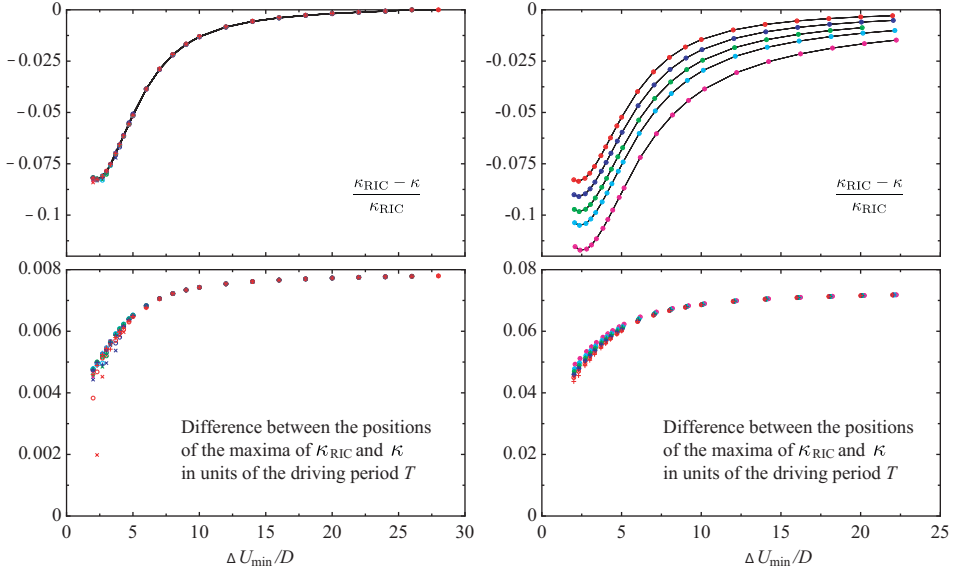 0
−0.025
−0.05
−0.075
−0.1
κRIC − κ
κRIC
0
−0.025
−0.05
−0.075
−0.1
κRIC − κ
κRIC
0.008
0.006
0.004
0.002
0
Difference between the positions
of the maxima of κRIC and κ
in units of the driving period T
0 5 10 15 20 25 30
Δ Umin/D
0.08
0.06
0.04
0.02
0
Difference between the positions
of the maxima of κRIC and κ
in units of the driving period T
0 5 10 15 20 25
Δ Umin/D